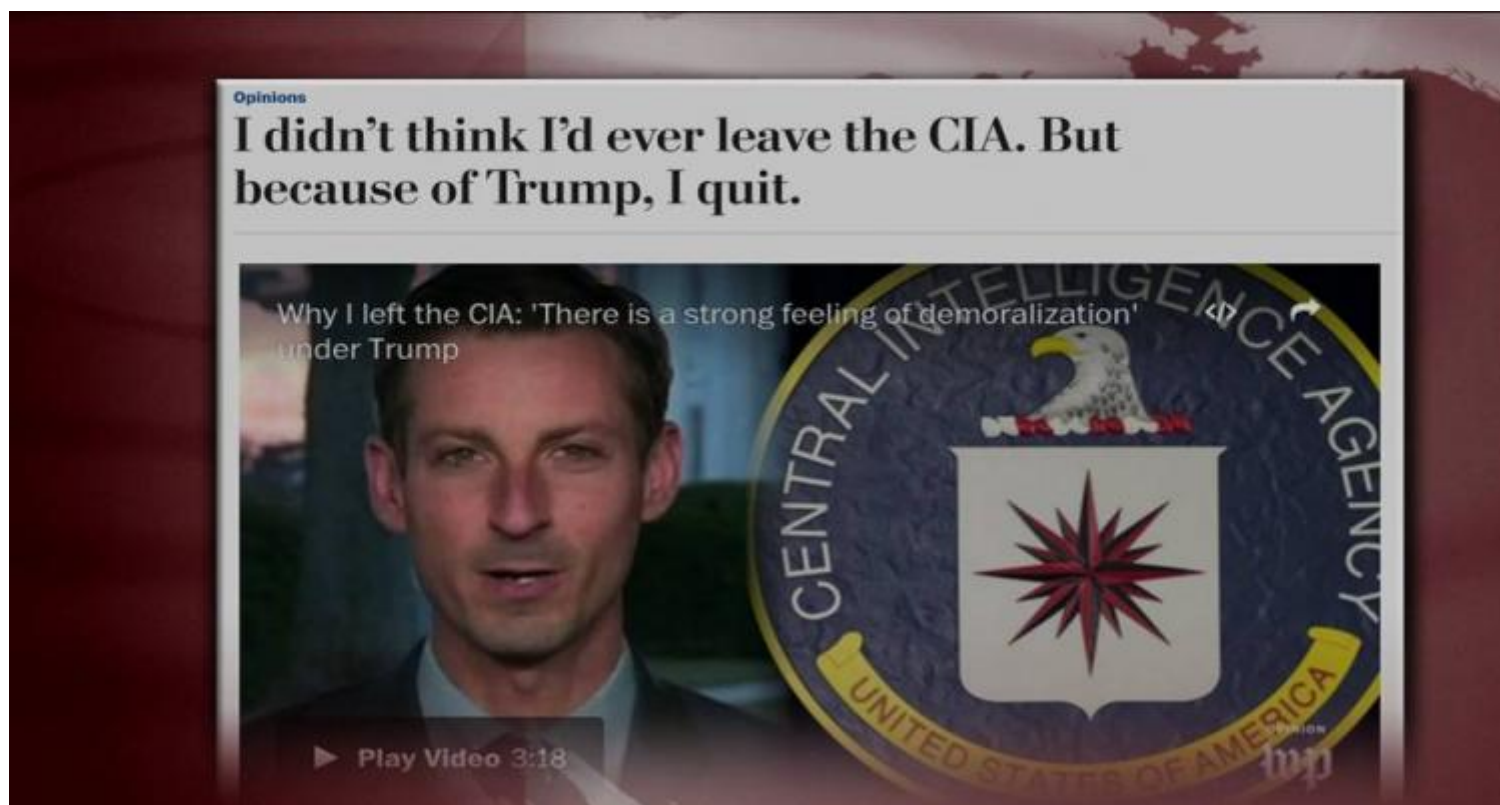 Opinions
I didn't think I'd ever leave the CIA. But
because of Trump, I quit.
Why I left the CIA: 'There is a strong feeling of demoralization'
under Trump
CENTRAL INTELLIGENCE AGENCY
UNITED STATES OF AMERICA
Play Video 3:18
OPINION
wp